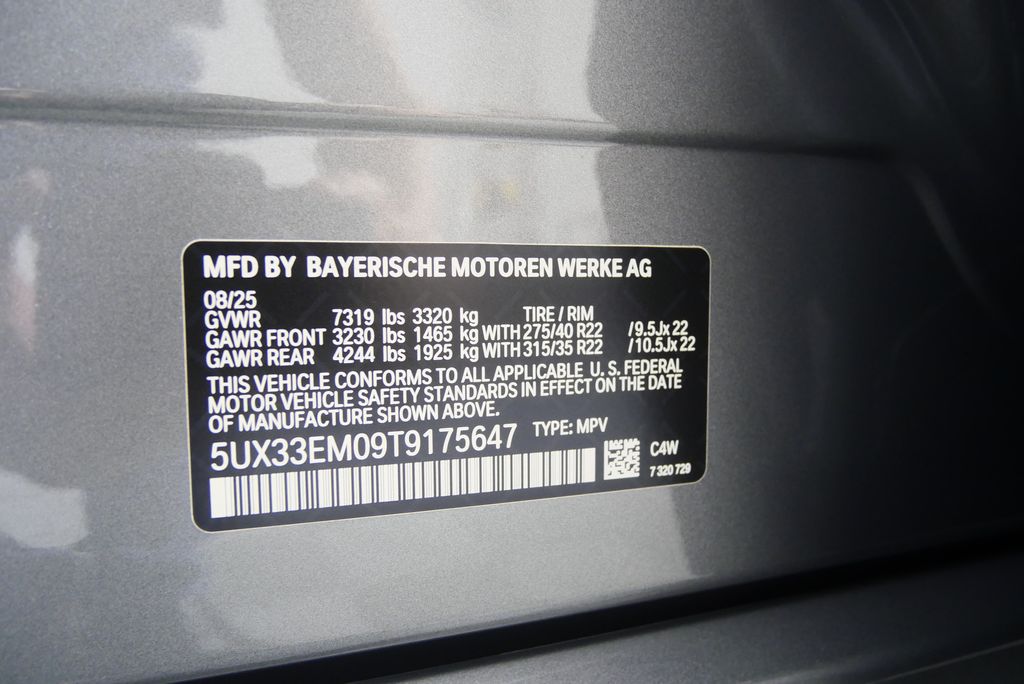 MFD BY BAYERISCHE MOTOREN WERKE AG
08/25
GVWR 7319 lbs 3320 kg TIRE / RIM
GAWR FRONT 3230 lbs 1465 kg WITH 275/40 R22 /9.5Jx 22
GAWR REAR 4244 lbs 1925 kg WITH 315/35 R22 /10.5Jx 22
THIS VEHICLE CONFORMS TO ALL APPLICABLE U. S. FEDERAL
MOTOR VEHICLE SAFETY STANDARDS IN EFFECT ON THE DATE
OF MANUFACTURE SHOWN ABOVE.
5UX33EM09T9175647 TYPE: MPV
C4W
7 320 729